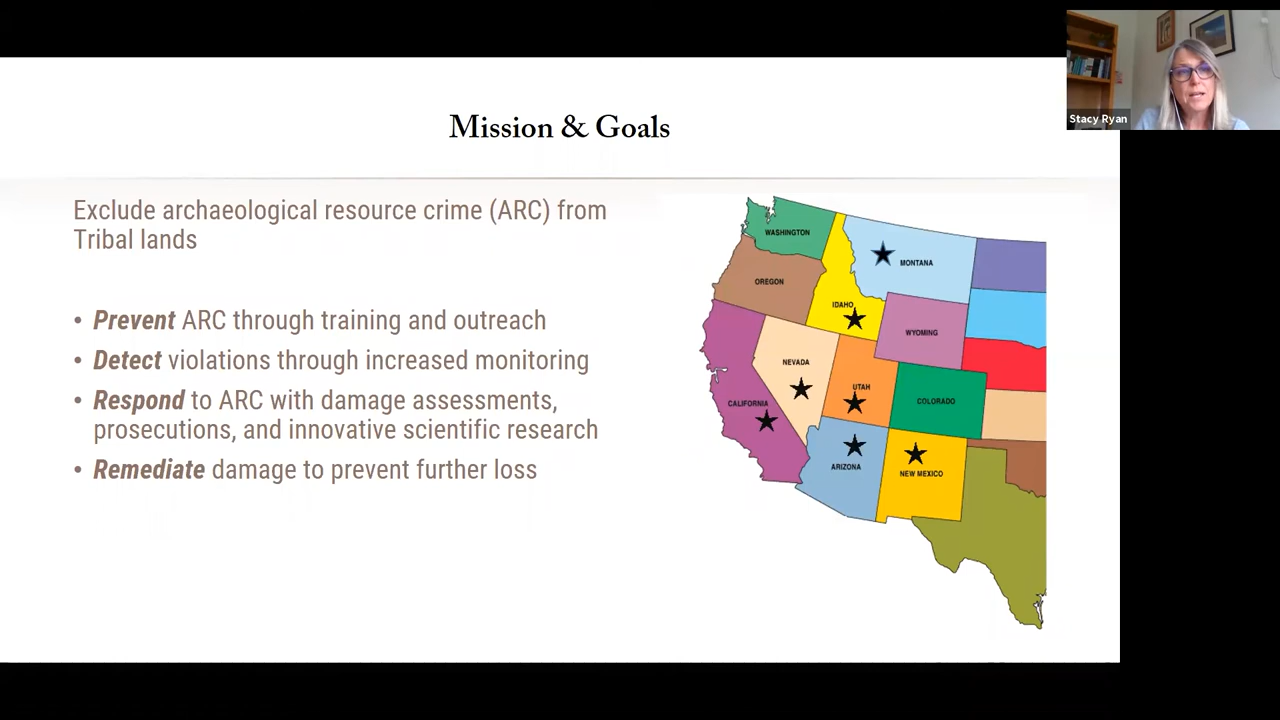 Mission & Goals
Stacy Ryan
Exclude archaeological resource crime (ARC) from
Tribal lands
• Prevent ARC through training and outreach
• Detect violations through increased monitoring
• Respond to ARC with damage assessments,
prosecutions, and innovative scientific research
• Remediate damage to prevent further loss
WASHINGTON
MONTANA
OREGON
IDAHO
WYOMING
NEVADA
UTAH
COLORADO
CALIFORNIA
ARIZONA
NEW MEXICO